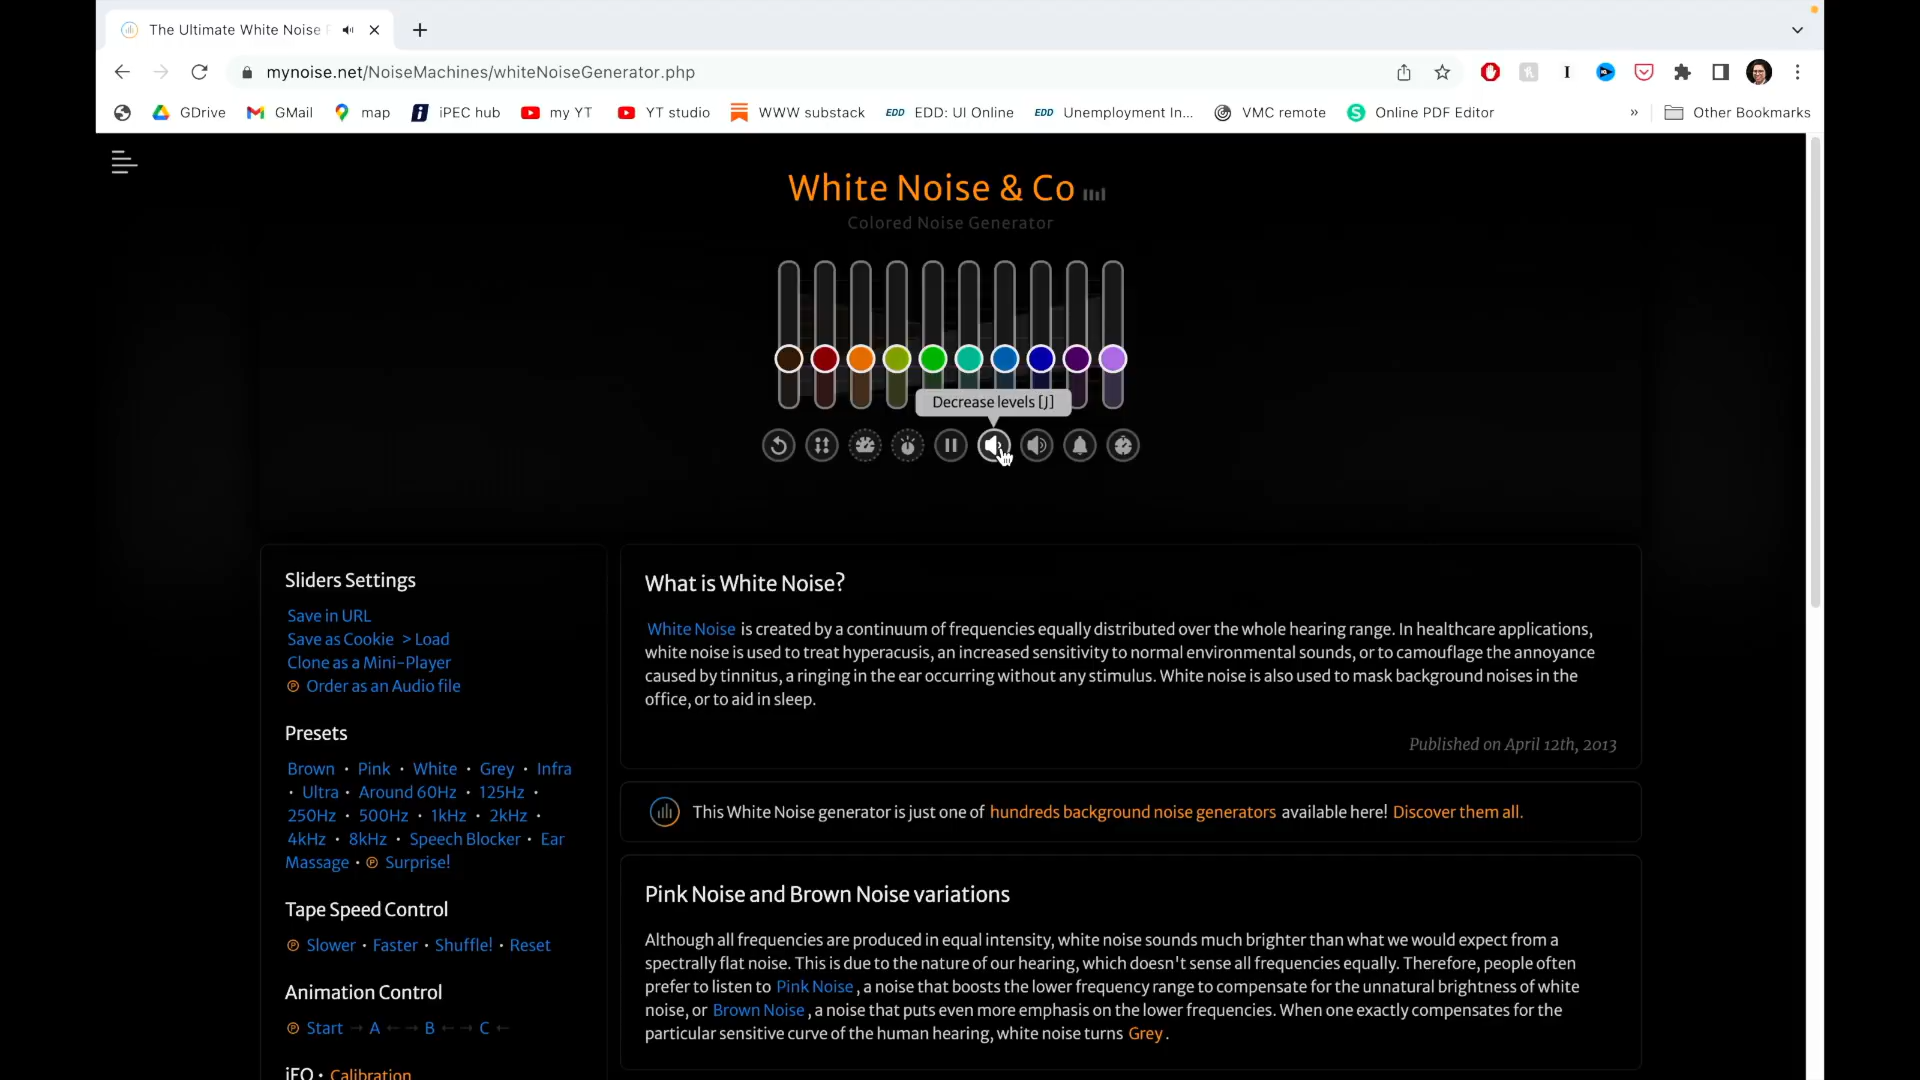 The Ultimate White Noise
mynoise.net/NoiseMachines/whiteNoiseGenerator.php
GDrive GMail map iPEC hub my YT YT studio WWW substack EDD EDD: UI Online EDD Unemployment In... VMC remote S Online PDF Editor » Other Bookmarks
White Noise & Co
Colored Noise Generator
Decrease levels [J]
Sliders Settings
Save in URL
Save as Cookie > Load
Clone as a Mini-Player
℗ Order as an Audio file
Presets
Brown • Pink • White • Grey • Infra
• Ultra • Around 60Hz • 125Hz •
250Hz • 500Hz • 1kHz • 2kHz •
4kHz • 8kHz • Speech Blocker • Ear
Massage • ℗ Surprise!
Tape Speed Control
℗ Slower • Faster • Shuffle! • Reset
Animation Control
℗ Start → A ← → B ← → C ←
iFO • Calibration
What is White Noise?
White Noise is created by a continuum of frequencies equally distributed over the whole hearing range. In healthcare applications,
white noise is used to treat hyperacusis, an increased sensitivity to normal environmental sounds, or to camouflage the annoyance
caused by tinnitus, a ringing in the ear occurring without any stimulus. White noise is also used to mask background noises in the
office, or to aid in sleep.
Published on April 12th, 2013
This White Noise generator is just one of hundreds background noise generators available here! Discover them all.
Pink Noise and Brown Noise variations
Although all frequencies are produced in equal intensity, white noise sounds much brighter than what we would expect from a
spectrally flat noise. This is due to the nature of our hearing, which doesn't sense all frequencies equally. Therefore, people often
prefer to listen to Pink Noise, a noise that boosts the lower frequency range to compensate for the unnatural brightness of white
noise, or Brown Noise, a noise that puts even more emphasis on the lower frequencies. When one exactly compensates for the
particular sensitive curve of the human hearing, white noise turns Grey.